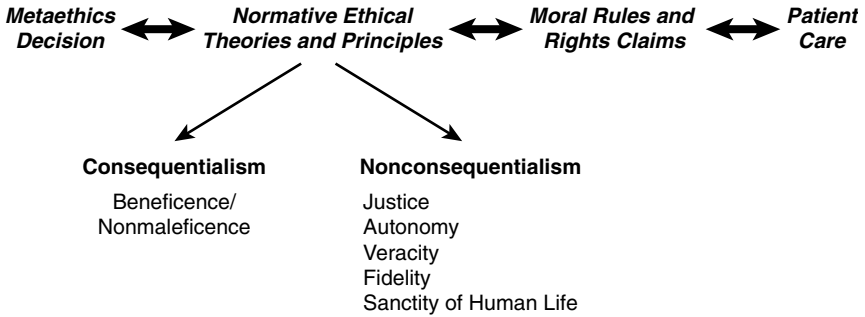 Metaethics
Decision
Normative Ethical
Theories and Principles
Moral Rules and
Rights Claims
Patient
Care
Consequentialism
Beneficence/
Nonmaleficence
Nonconsequentialism
Justice
Autonomy
Veracity
Fidelity
Sanctity of Human Life